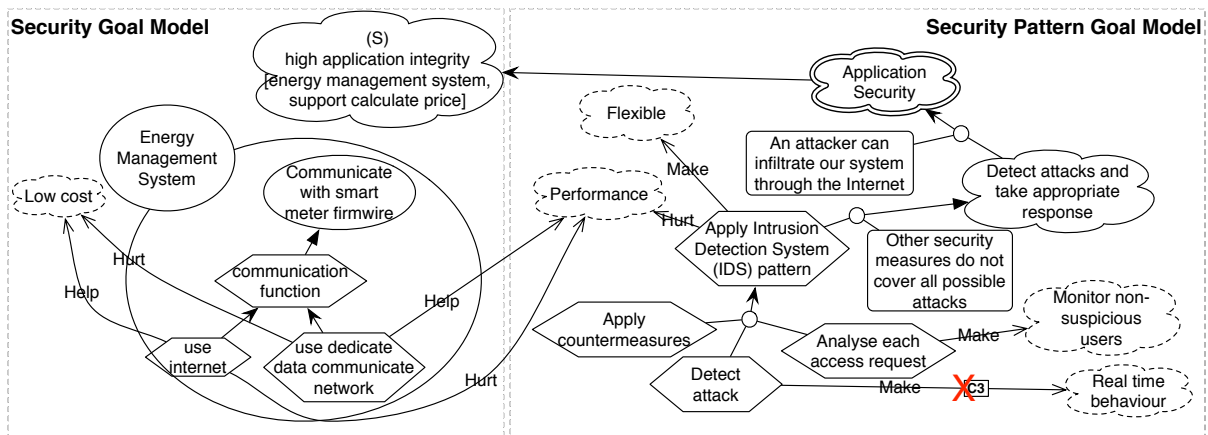 Security Goal Model
Security Pattern Goal Model
(S)
high application integrity
[energy management system,
support calculate price]
Application
Security
Flexible
Energy
Management
System
An attacker can
infiltrate our system
through the Internet
Make
Communicate
with smart
meter firmwire
Detect attacks and
take appropriate
response
Low cost
Performance
Hurt
Apply Intrusion
Detection System
(IDS) pattern
Other security
measures do not
cover all possible
attacks
Hurt
communication
function
Help
Help
Monitor non-
suspicious
users
Apply
countermeasures
Analyse each
access request
Make
use
internet
use dedicate
data communicate
network
Hurt
Detect
attack
Make
C3
Real time
behaviour